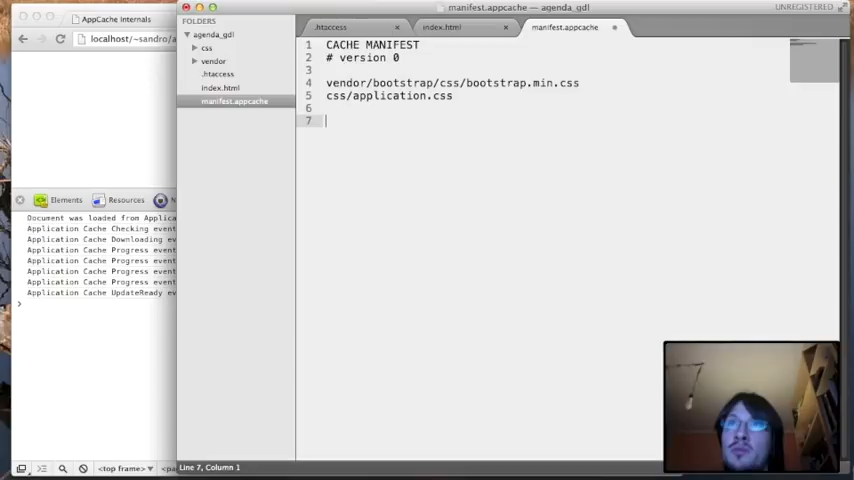 AppCache Internals
localhost/~sandro/a
Elements
Resources
N
Document was loaded from Applica
Application Cache Checking event
Application Cache Downloading ev
Application Cache Progress event
Application Cache Progress event
Application Cache Progress event
Application Cache Progress event
Application Cache UpdateReady ev
>
<top frame>
<pa
manifest.appcache — agenda_gdl
UNREGISTERED
FOLDERS
agenda_gdl
css
vendor
.htaccess
index.html
manifest.appcache
.htaccess
index.html
manifest.appcache
1 CACHE MANIFEST
2 # version 0
3
4 vendor/bootstrap/css/bootstrap.min.css
5 css/application.css
6
7
Line 7, Column 1